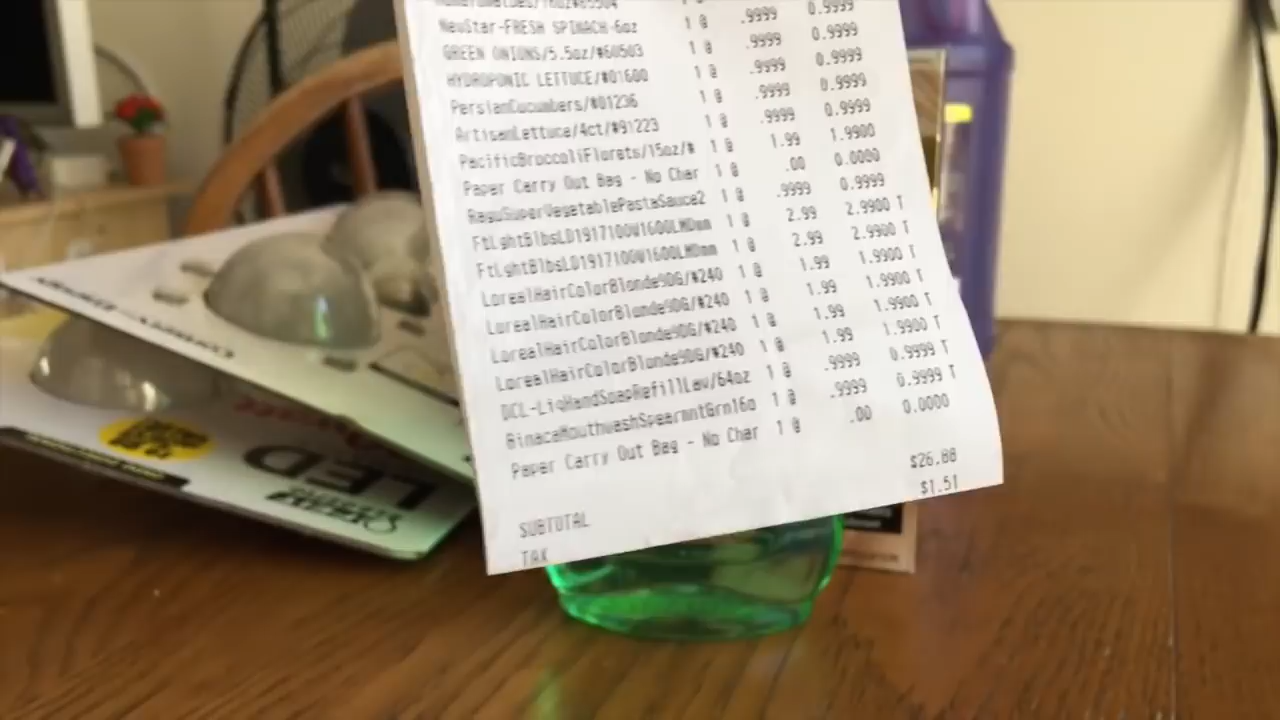 NewStar-FRESH SPINACH-6oz 1 @ .9999 0.9999
GREEN ONIONS/5.5oz/#60503 1 @ .9999 0.9999
HYDROPONIC LETTUCE/#01600 1 @ .9999 0.9999
PersianCucumbers/#01236 1 @ .9999 0.9999
ArtisanLettuce/4ct/#91223 1 @ .9999 0.9999
PacificBroccoliFlorets/15oz/# 1 @ 1.99 1.9900
Paper Carry Out Bag - No Char 1 @ .00 0.0000
RaguSuperVegetablePastaSauce2 1 @ .9999 0.9999
FtLghtBlbsLD1917100W1600LMDmm 1 @ 2.99 2.9900 T
FtLghtBlbsLD1917100W1600LMDmm 1 @ 2.99 2.9900 T
LorealHairColorBlonde9DG/#240 1 @ 1.99 1.9900 T
LorealHairColorBlonde9DG/#240 1 @ 1.99 1.9900 T
LorealHairColorBlonde9DG/#240 1 @ 1.99 1.9900 T
LorealHairColorBlonde9DG/#240 1 @ 1.99 1.9900 T
DCL-LiqHandSoapRefillLav/64oz 1 @ .9999 0.9999 T
BinacaMouthwashSpearmntGrn16o 1 @ .9999 0.9999 T
Paper Carry Out Bag - No Char 1 @ .00 0.0000
SUBTOTAL $26.88
TAX $1.51
LED